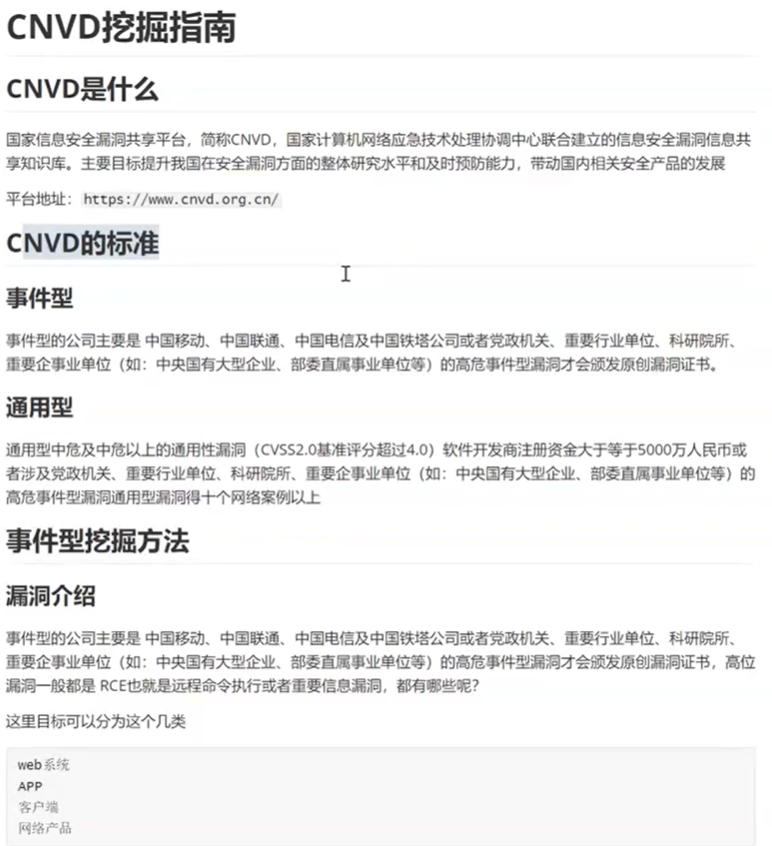 CNVD挖掘指南
CNVD是什么
国家信息安全漏洞共享平台，简称CNVD，国家计算机网络应急技术处理协调中心联合建立的信息安全漏洞信息共
享知识库。主要目标提升我国在安全漏洞方面的整体研究水平和及时预防能力，带动国内相关安全产品的发展
平台地址：https://www.cnvd.org.cn/
CNVD的标准
事件型
事件型的公司主要是 中国移动、中国联通、中国电信及中国铁塔公司或者党政机关、重要行业单位、科研院所、
重要企事业单位（如：中央国有大型企业、部委直属事业单位等）的高危事件型漏洞才会颁发原创漏洞证书。
通用型
通用型中危及中危以上的通用性漏洞（CVSS2.0基准评分超过4.0）软件开发商注册资金大于等于5000万人民币或
者涉及党政机关、重要行业单位、科研院所、重要企事业单位（如：中央国有大型企业、部委直属事业单位等）的
高危事件型漏洞通用型漏洞得十个网络案例以上
事件型挖掘方法
漏洞介绍
事件型的公司主要是 中国移动、中国联通、中国电信及中国铁塔公司或者党政机关、重要行业单位、科研院所、
重要企事业单位（如：中央国有大型企业、部委直属事业单位等）的高危事件型漏洞才会颁发原创漏洞证书，高位
漏洞一般都是 RCE也就是远程命令执行或者重要信息漏洞，都有哪些呢？
这里目标可以分为这个几类
web系统
APP
客户端
网络产品